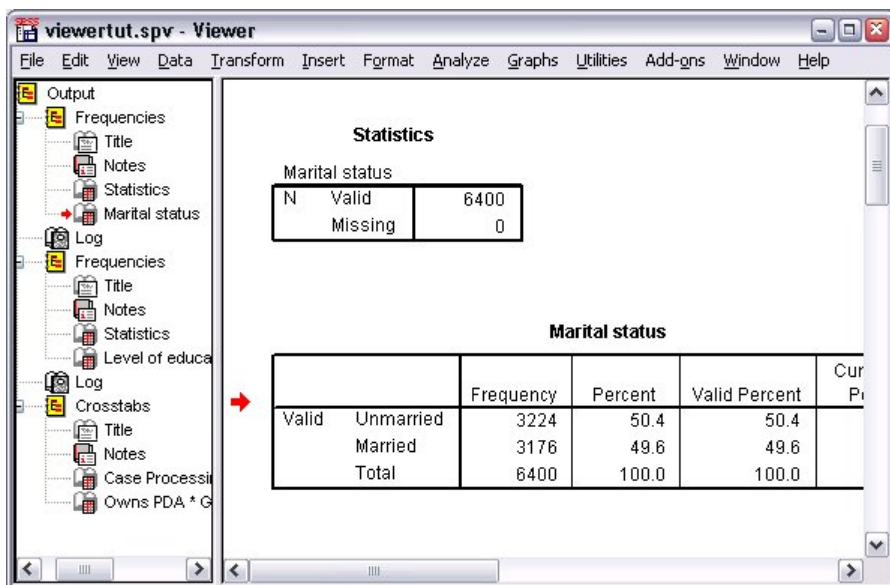 viewertut.spv - Viewer
File Edit View Data Transform Insert Format Analyze Graphs Utilities Add-ons Window Help
Output
Frequencies
Title
Notes
Statistics
Marital status
Log
Frequencies
Title
Notes
Statistics
Level of educa
Log
Crosstabs
Title
Notes
Case Processi
Owns PDA * G
Statistics
Marital status
N Valid 6400
Missing 0
Marital status
Cur
Frequency Percent Valid Percent P
Valid Unmarried 3224 50.4 50.4
Married 3176 49.6 49.6
Total 6400 100.0 100.0